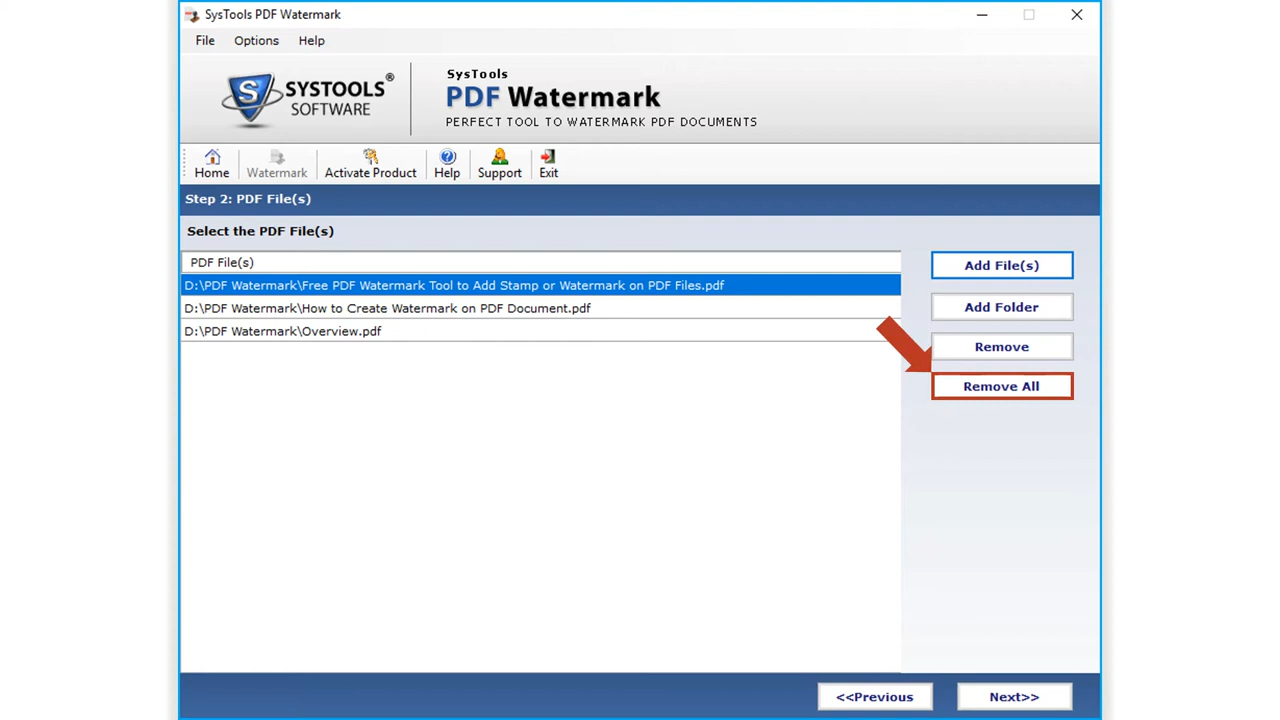 SysTools PDF Watermark
File Options Help
SYSTOOLS®
SOFTWARE
SysTools
PDF Watermark
PERFECT TOOL TO WATERMARK PDF DOCUMENTS
Home Watermark Activate Product Help Support Exit
Step 2: PDF File(s)
Select the PDF File(s)
PDF File(s)
D:\PDF Watermark\Free PDF Watermark Tool to Add Stamp or Watermark on PDF Files.pdf
D:\PDF Watermark\How to Create Watermark on PDF Document.pdf
D:\PDF Watermark\Overview.pdf
Add File(s)
Add Folder
Remove
Remove All
<<Previous
Next>>